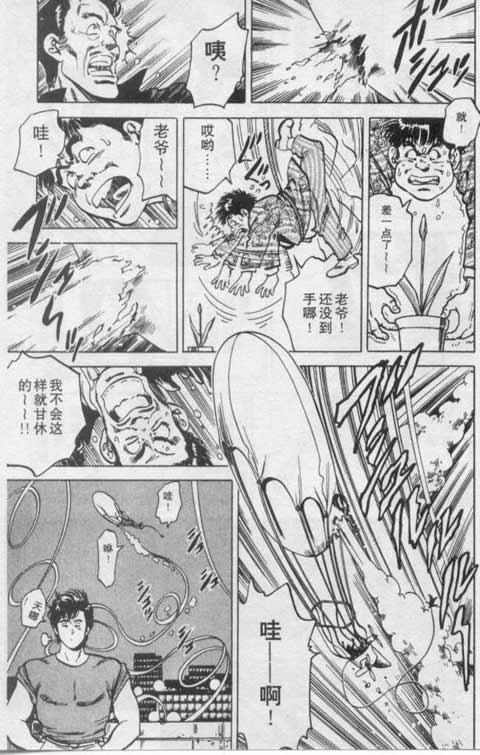 咦？
就！
差一点了～～
哎哟……
老爷！
还没到
手哪！
老爷～～
哇！
我不会这
样就甘休
的～～!!
哇——啊！
哇！
咻！
天哪